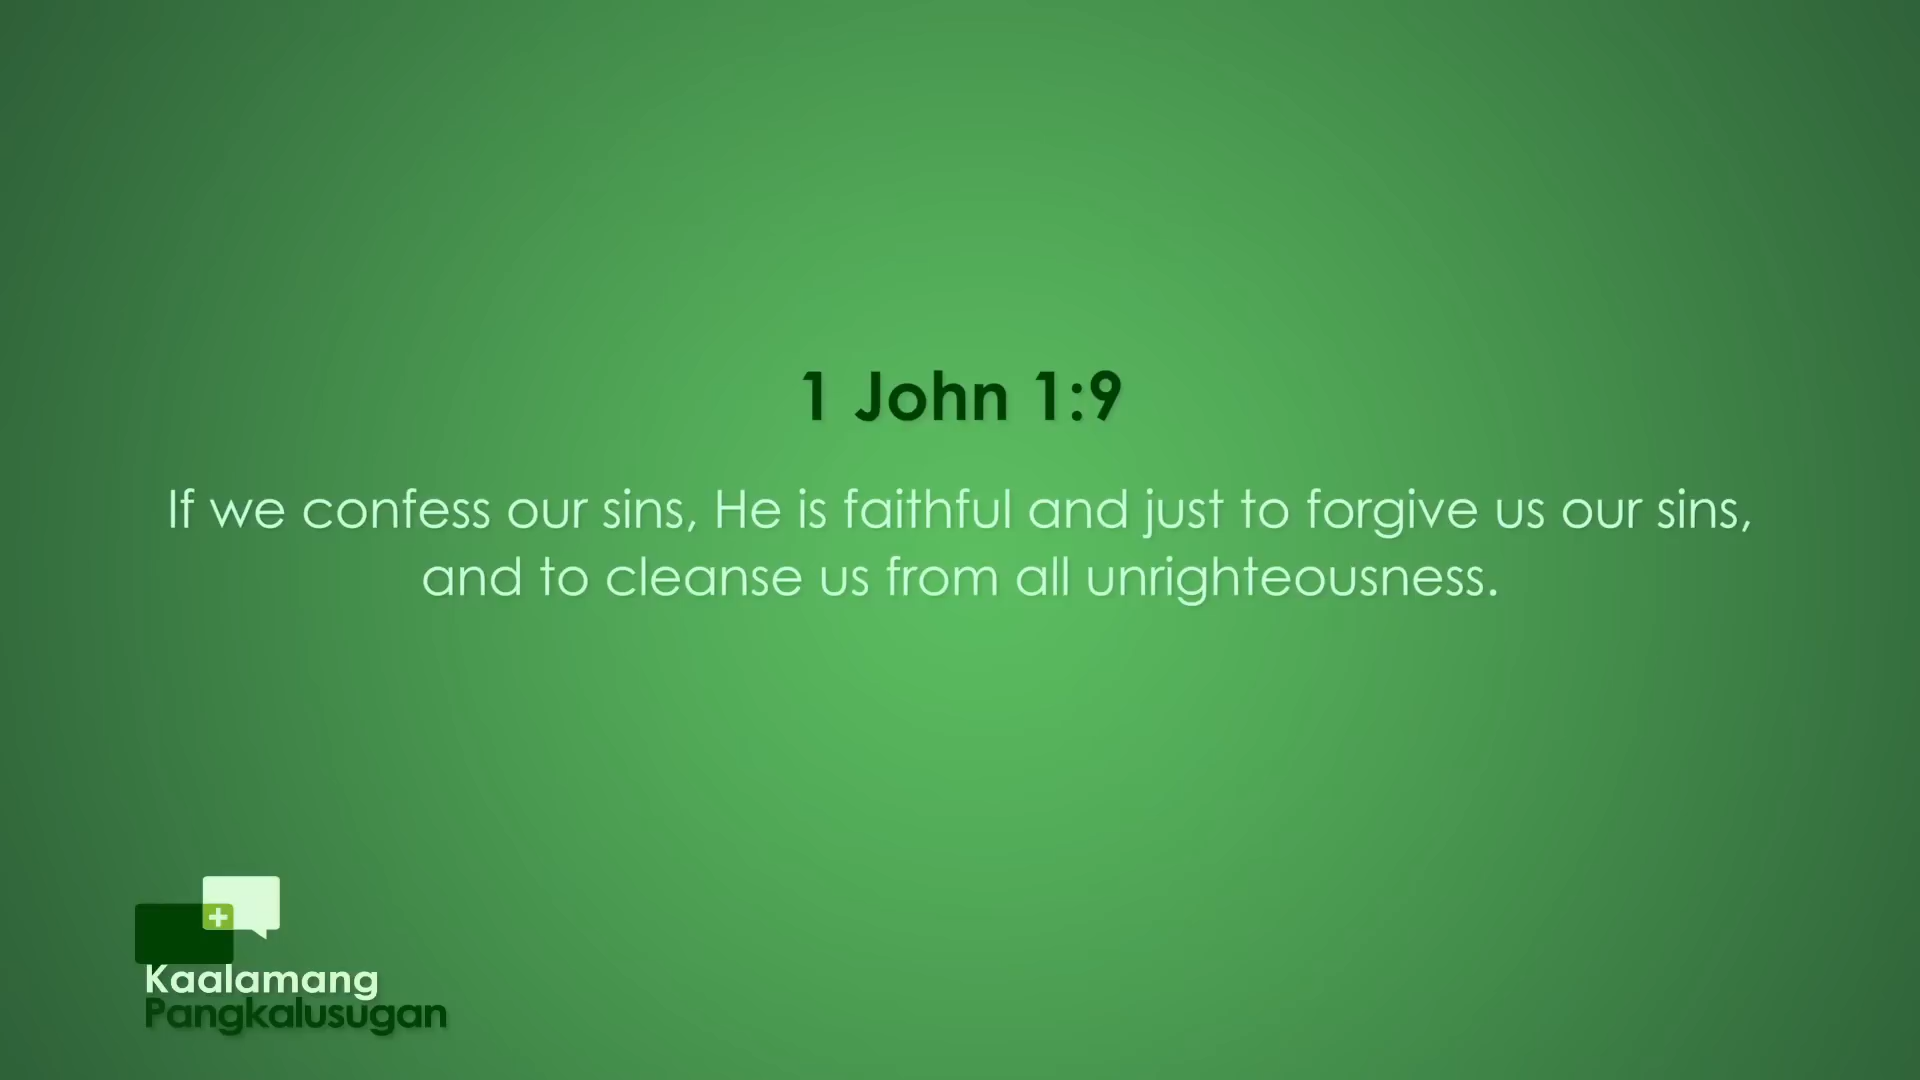 1 John 1:9
If we confess our sins, He is faithful and just to forgive us our sins,
and to cleanse us from all unrighteousness.
Kaalamang
Pangkalusugan